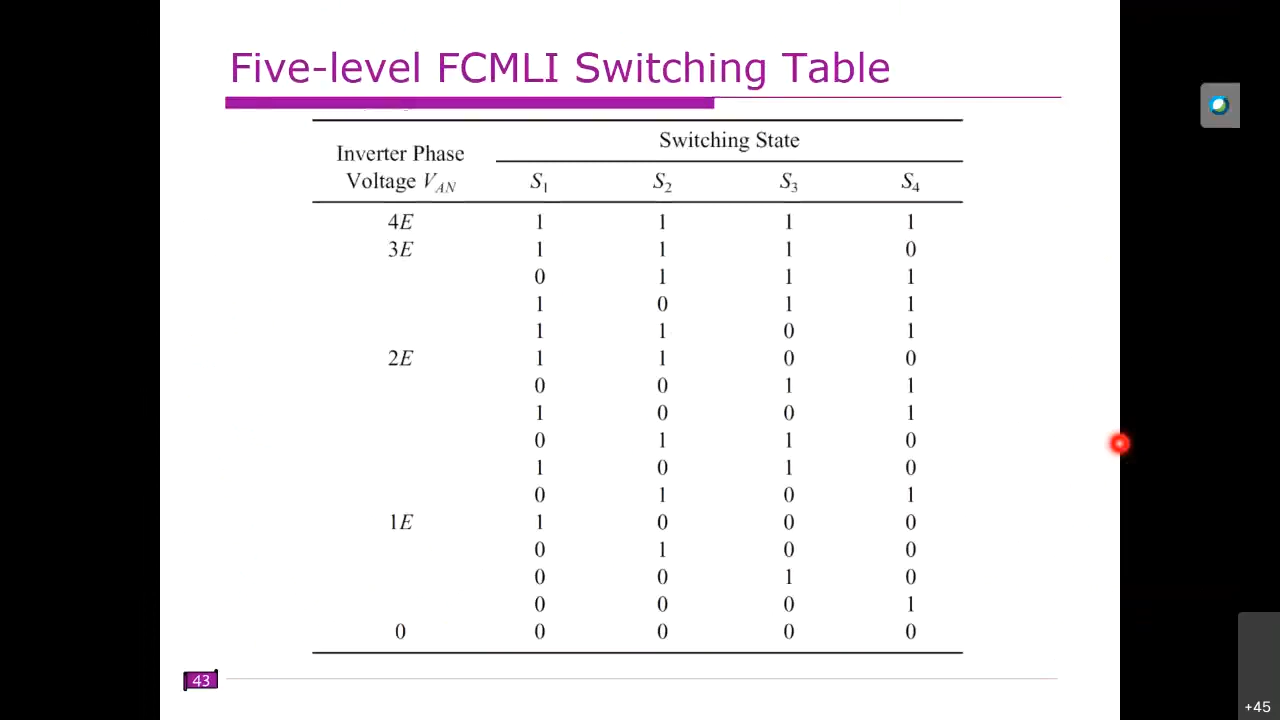 Five-level FCMLI Switching Table
Inverter Phase Voltage V_AN Switching State
S1 S2 S3 S4
4E 1 1 1 1
3E 1 1 1 0
0 1 1 1
1 0 1 1
1 1 0 1
2E 1 1 0 0
0 0 1 1
1 0 0 1
0 1 1 0
1 0 1 0
0 1 0 1
1E 1 0 0 0
0 1 0 0
0 0 1 0
0 0 0 1
0 0 0 0 0
43
+45